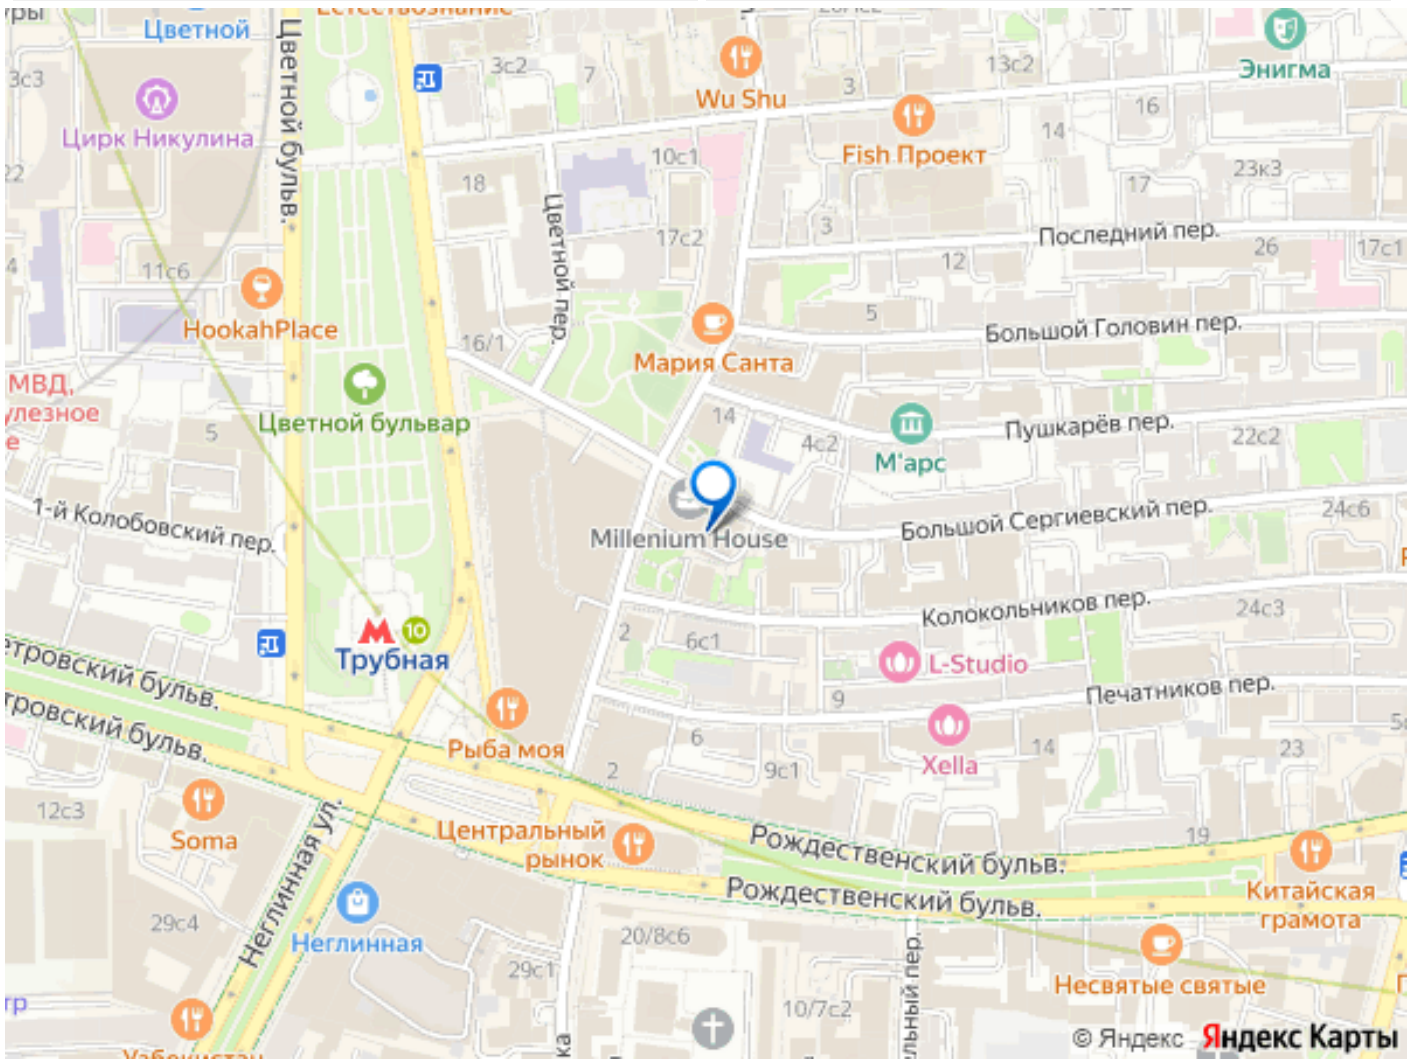 Естествознание
Цветной
3с3
Цирк Никулина
22
Цветной бульв.
3с2
7
Wu Shu
3
13с2
Энигма
16
14
Fish Проект
10с1
18
23к3
17
Цветной пер.
17с2
3
Последний пер.
12
26
17с1
4
11с6
HookahPlace
16/1
5
Большой Головин пер.
Мария Санта
МВД,
Цветной бульвар
5
14
4с2
М'арс
Пушкарёв пер.
22с2
1-й Колобовский пер.
Millenium House
Большой Сергиевский пер.
24с6
Колокольников пер.
24с3
10
Трубная
2
6с1
L-Studio
9
Печатников пер.
Рыба моя
6
9с1
Xella
14
23
2
12с3
Soma
Центральный
рынок
Рождественский бульв.
Рождественский бульв.
19
Китайская
грамота
Неглинная ул.
29с4
Неглинная
29с1
20/8с6
10/7с2
Несвятые святые
© Яндекс Яндекс Карты